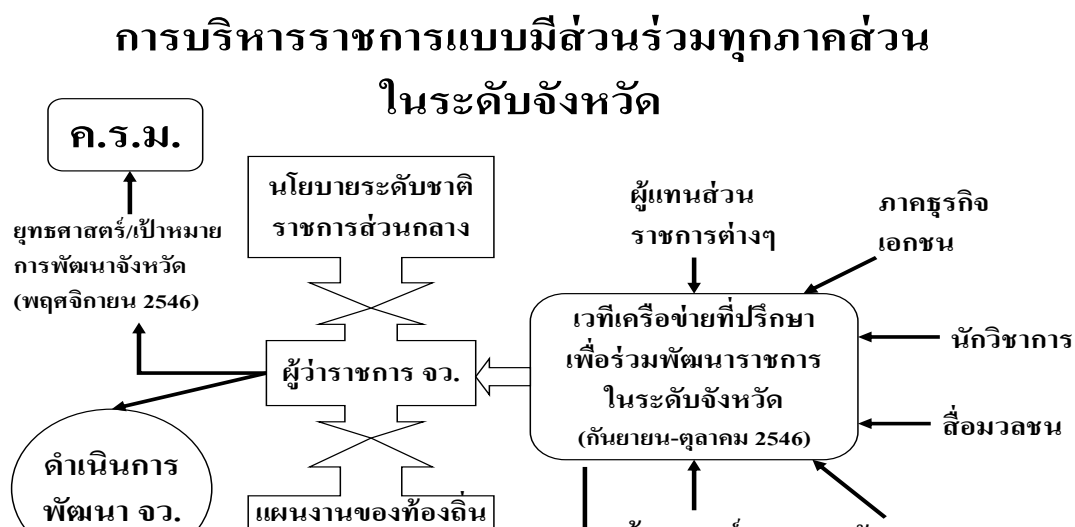 การบริหารราชการแบบมีส่วนร่วมทุกภาคส่วน
ในระดับจังหวัด
ค.ร.ม.
นโยบายระดับชาติ
ราชการส่วนกลาง
ผู้แทนส่วน
ราชการต่างๆ
ภาคธุรกิจ
เอกชน
ยุทธศาสตร์/เป้าหมาย
การพัฒนาจังหวัด
(พฤศจิกายน 2546)
เวทีเครือข่ายที่ปรึกษา
เพื่อร่วมพัฒนาราชการ
ในระดับจังหวัด
(กันยายน-ตุลาคม 2546)
นักวิชาการ
ผู้ว่าราชการ จว.
สื่อมวลชน
ดำเนินการ
พัฒนา จว.
แผนงานของท้องถิ่น